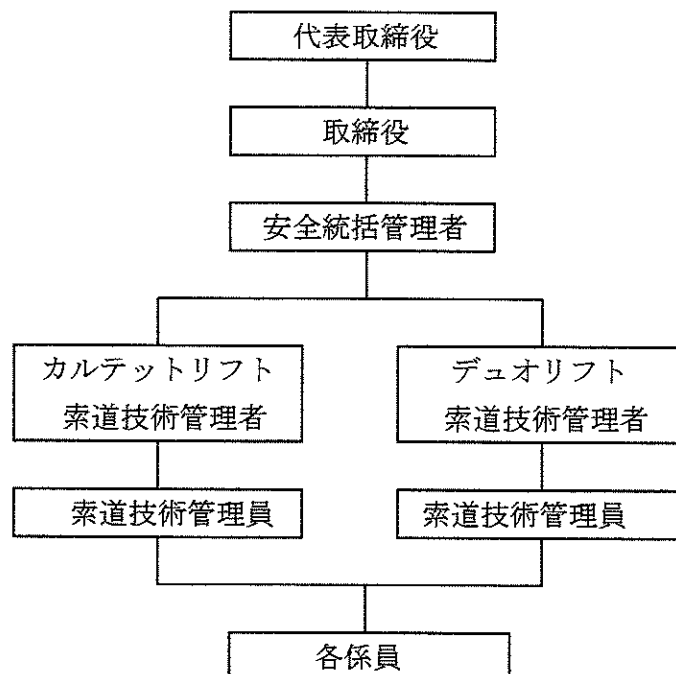 代表取締役
取締役
安全統括管理者
カルテットリフト
索道技術管理者
デュオリフト
索道技術管理者
索道技術管理員
索道技術管理員
各係員